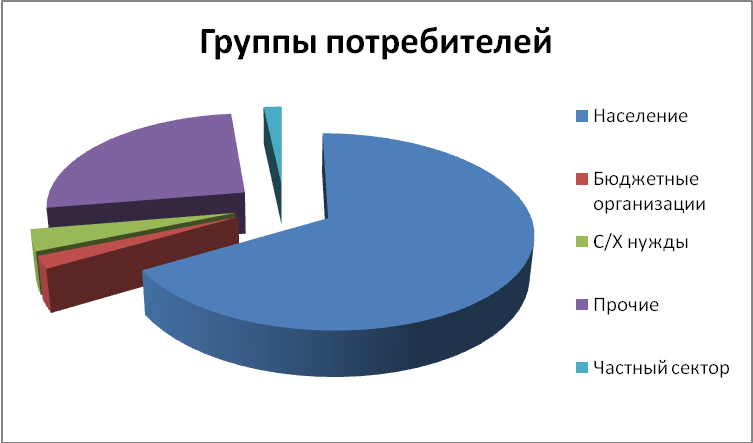 Группы потребителей
Население
Бюджетные
организации
С/Х нужды
Прочие
Частный сектор